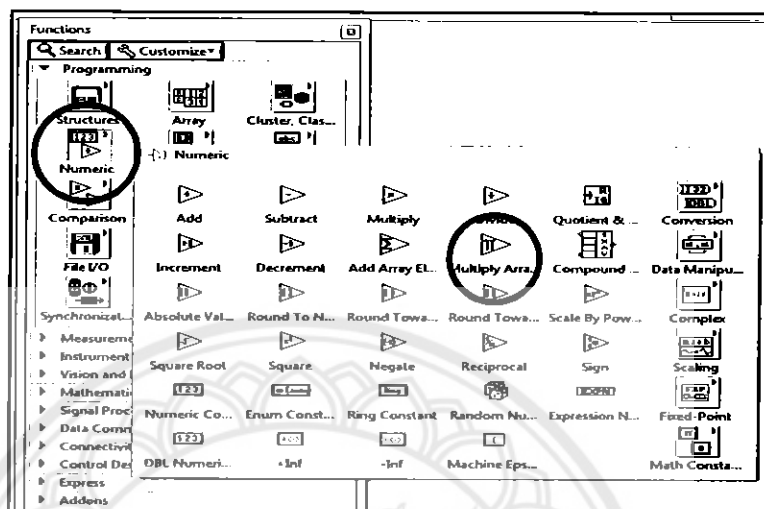 Functions
Search Customize
Programming
Structures Array Cluster, Clas...
Numeric
Numeric
Comparison Add Subtract Multiply Quotient & ... Conversion
File I/O Increment Decrement Add Array El... Multiply Arra... Compound ... Data Manipu...
Synchronizat... Absolute Val... Round To N... Round Towa... Round Towa... Scale By Pow... Complex
Measureme
Instrument Square Root Square Negate Reciprocal Sign Scaling
Vision and
Mathemati
Signal Proc Numeric Co... Enum Const... Ring Constant Random Nu... Expression N... Fixed-Point
Data Comm
Connectivit
Control Des DBL Numeri... +Inf -Inf Machine Eps... Math Consta...
Express
Addons